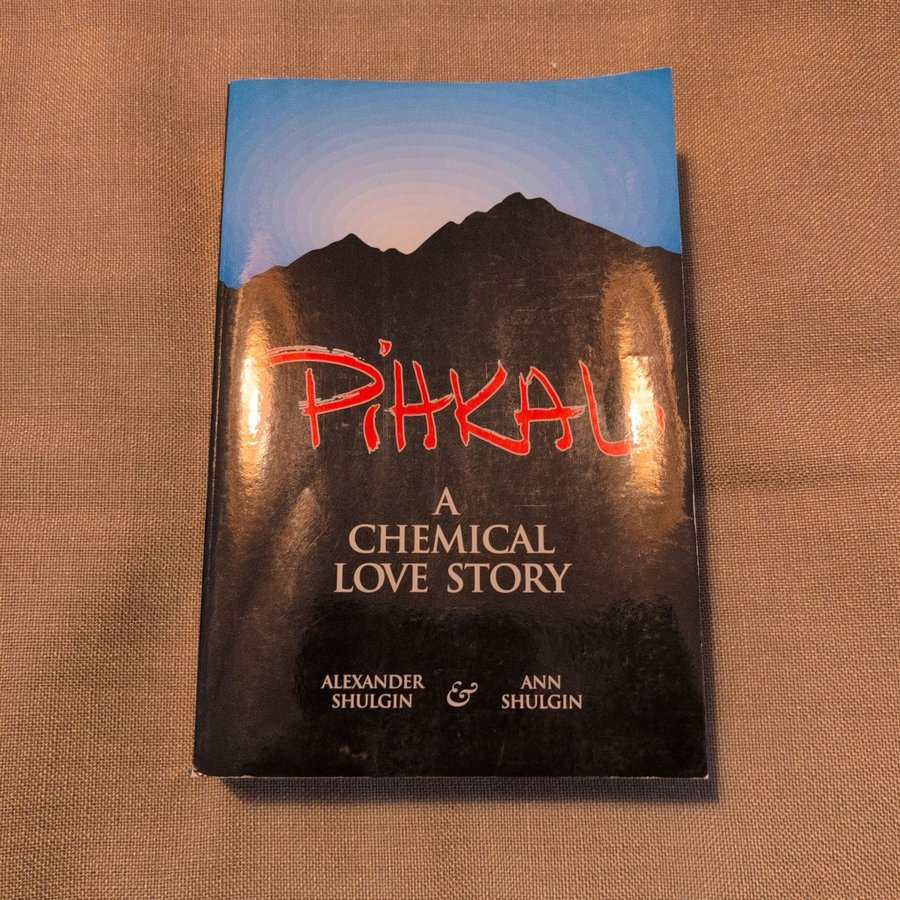 PiHKAL
A
CHEMICAL
LOVE STORY
ALEXANDER
SHULGIN
&
ANN
SHULGIN